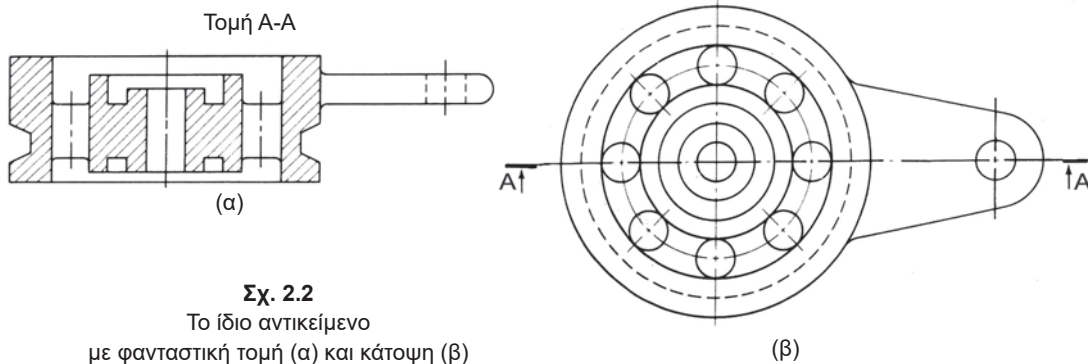 Τομή Α-Α
(α)
Α
Α
Σχ. 2.2
Το ίδιο αντικείμενο
με φανταστική τομή (α) και κάτοψη (β)
(β)